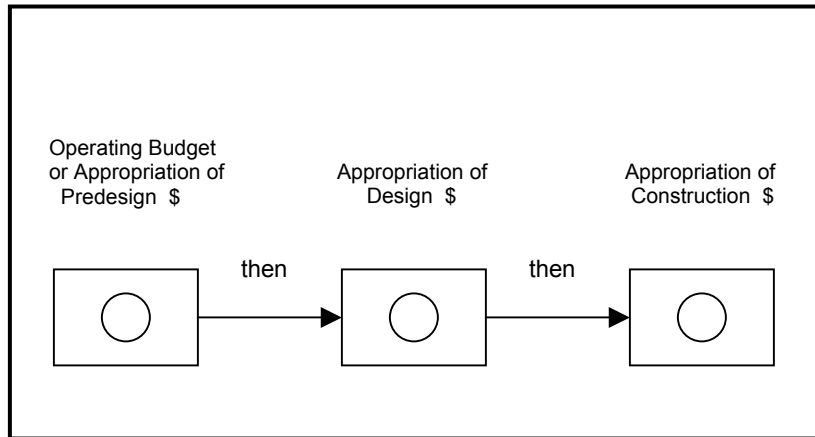 Operating Budget
or Appropriation of
Predesign $
Appropriation of
Design $
Appropriation of
Construction $
then
then